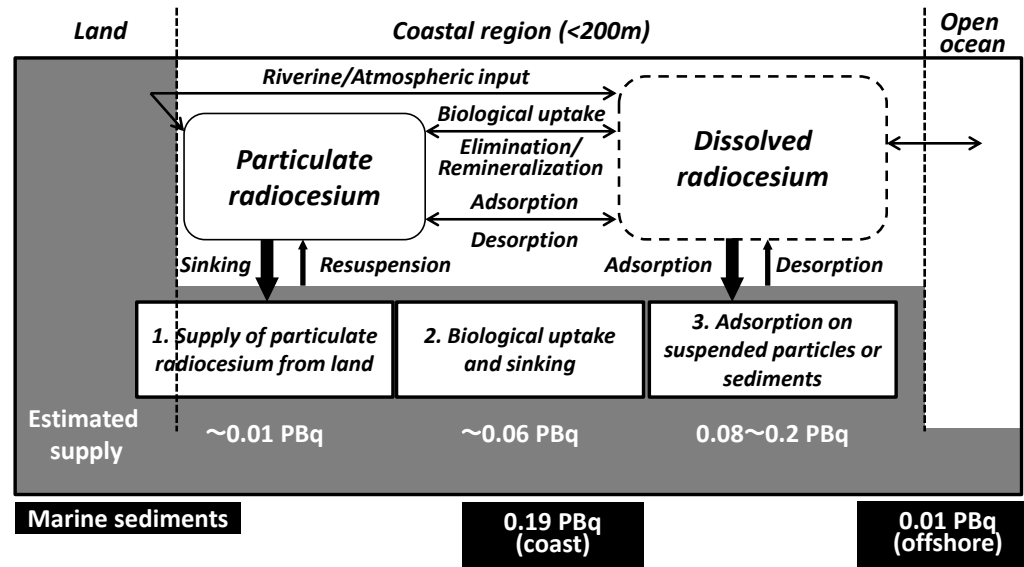 Land
Coastal region (<200m)
Open
ocean
Riverine/Atmospheric input
Particulate
radiocesium
Biological uptake
Elimination/
Remineralization
Adsorption
Desorption
Dissolved
radiocesium
Sinking
Resuspension
Adsorption
Desorption
1. Supply of particulate
radiocesium from land
2. Biological uptake
and sinking
3. Adsorption on
suspended particles or
sediments
Estimated
supply
～0.01 PBq
～0.06 PBq
0.08～0.2 PBq
Marine sediments
0.19 PBq
(coast)
0.01 PBq
(offshore)